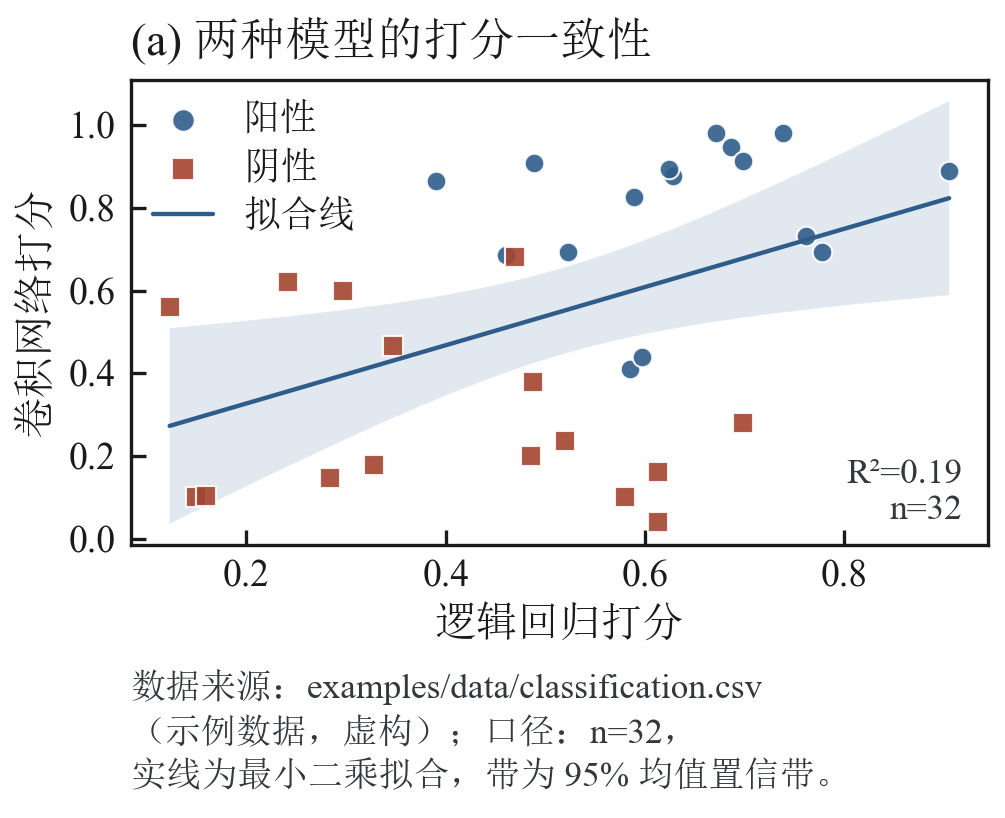 (a) 两种模型的打分一致性
阳性
阴性
拟合线
1.0
0.8
0.6
0.4
0.2
0.0
卷积网络打分
R²=0.19
n=32
0.2
0.4
0.6
0.8
逻辑回归打分
数据来源：examples/data/classification.csv
（示例数据，虚构）；口径：n=32，
实线为最小二乘拟合，带为 95% 均值置信带。